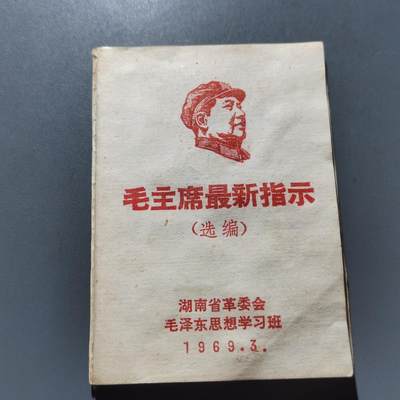 毛主席最新指示
(选编)
湖南省革委会
毛泽东思想学习班
1969.3.